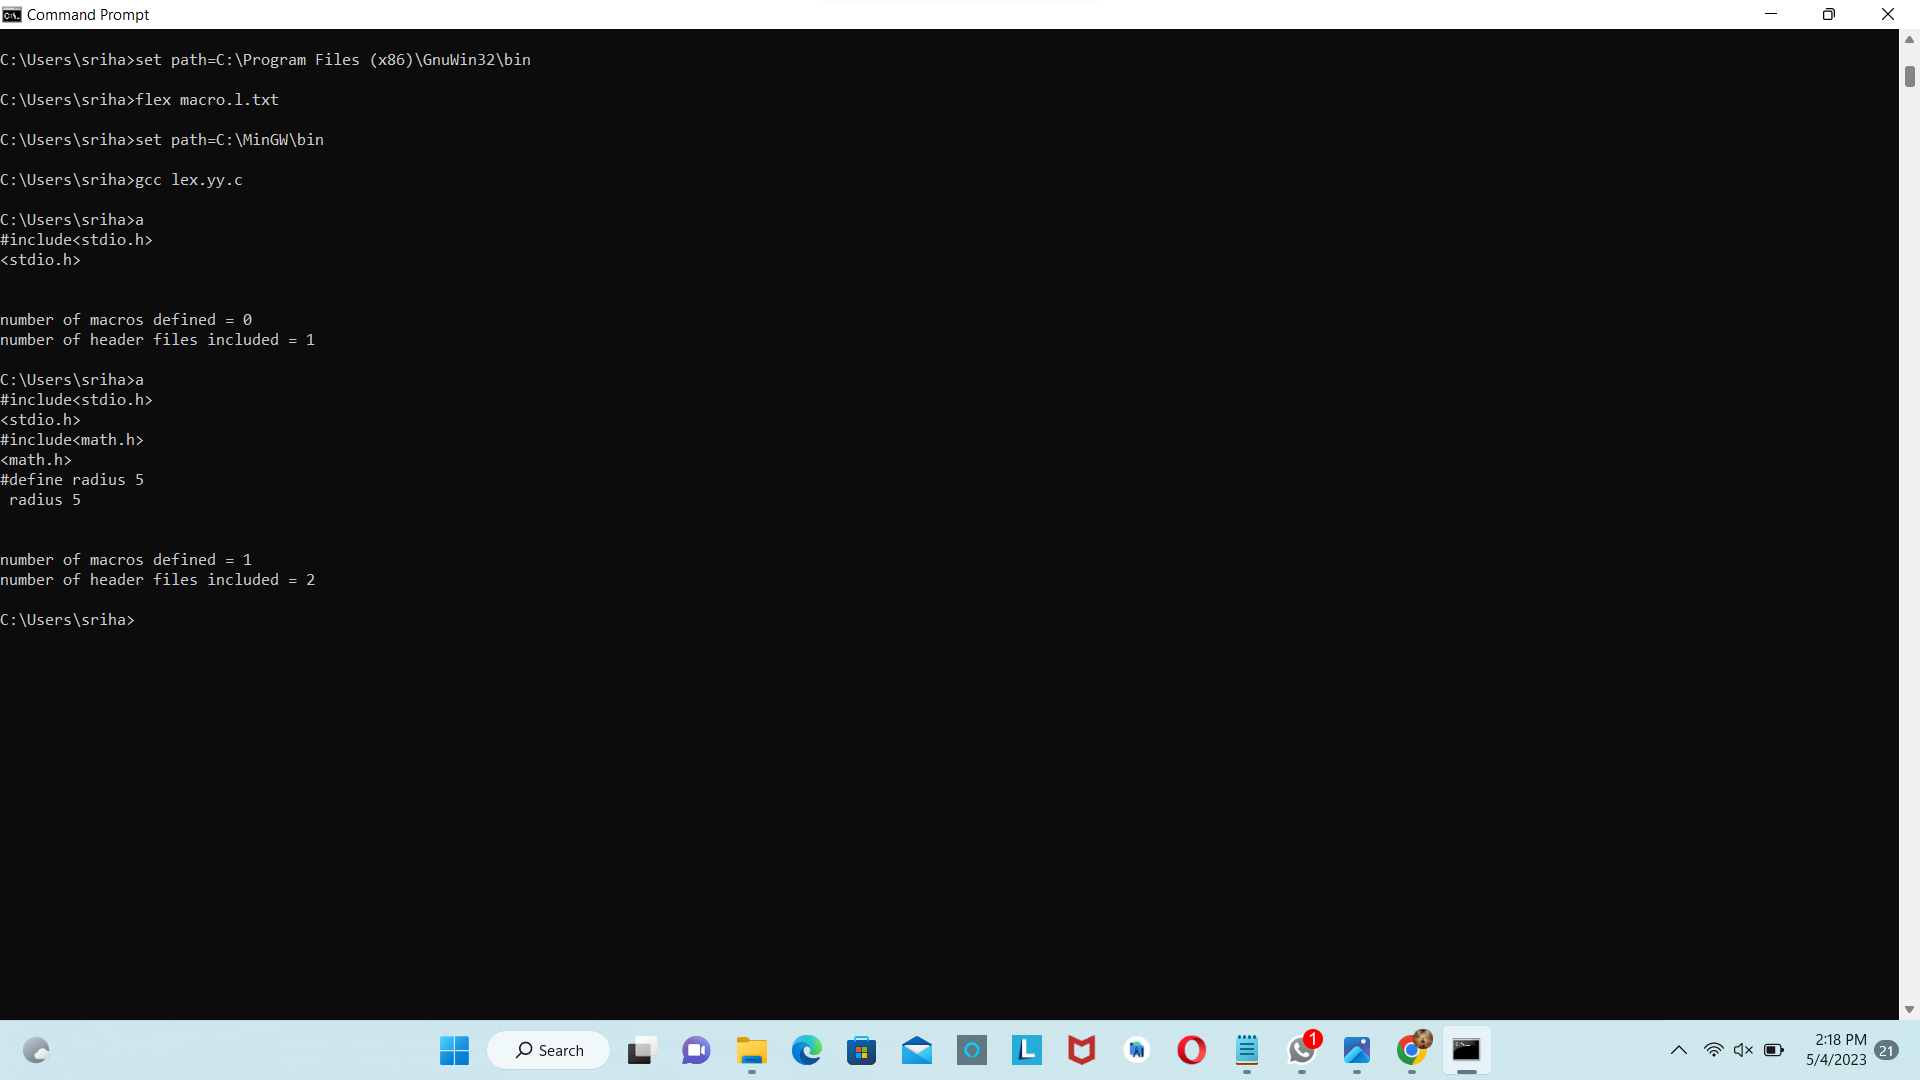 Command Prompt
C:\Users\sriha>set path=C:\Program Files (x86)\GnuWin32\bin
C:\Users\sriha>flex macro.l.txt
C:\Users\sriha>set path=C:\MinGW\bin
C:\Users\sriha>gcc lex.yy.c
C:\Users\sriha>a
#include<stdio.h>
<stdio.h>
number of macros defined = 0
number of header files included = 1
C:\Users\sriha>a
#include<stdio.h>
<stdio.h>
#include<math.h>
<math.h>
#define radius 5
 radius 5
number of macros defined = 1
number of header files included = 2
C:\Users\sriha>
Search
L
AI
1
2:18 PM
5/4/2023
21